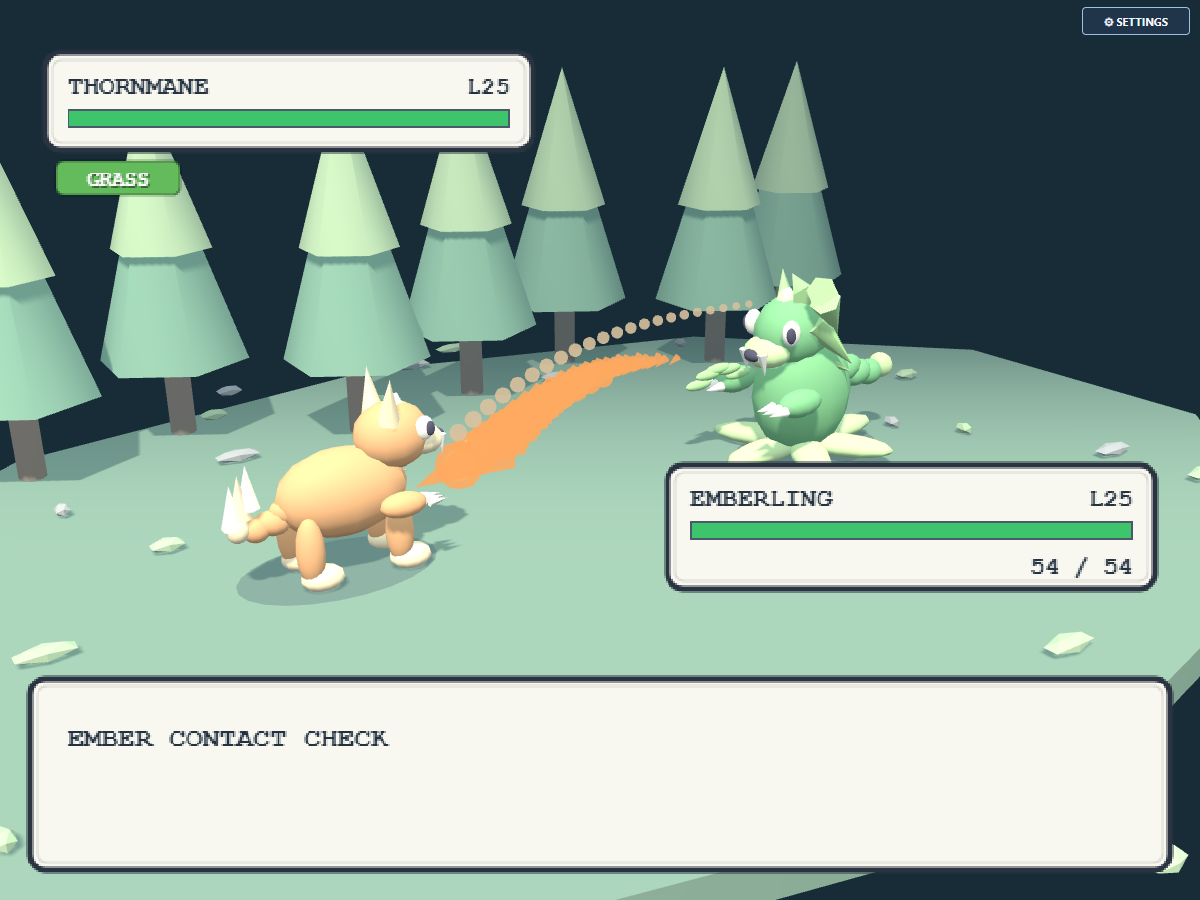 ⚙ SETTINGS
THORNMANE L25
GRASS
EMBERLING L25
54 / 54
EMBER CONTACT CHECK